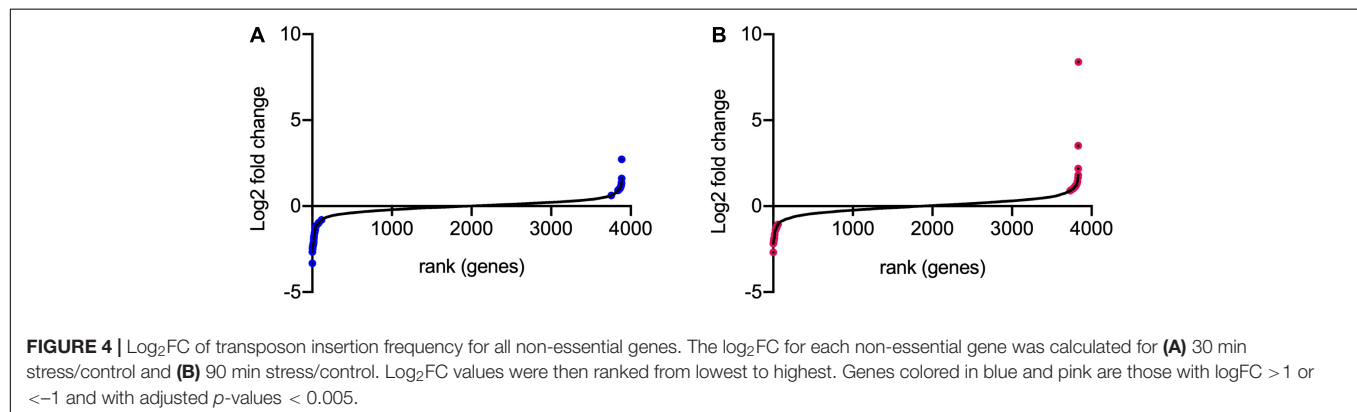 A
10
5
0
-5
Log2 fold change
1000 2000 3000 4000
rank (genes)
B
10
5
0
-5
Log2 fold change
1000 2000 3000 4000
rank (genes)
FIGURE 4 | Log₂FC of transposon insertion frequency for all non-essential genes. The log₂FC for each non-essential gene was calculated for (A) 30 min
stress/control and (B) 90 min stress/control. Log₂FC values were then ranked from lowest to highest. Genes colored in blue and pink are those with logFC >1 or
<–1 and with adjusted p-values < 0.005.